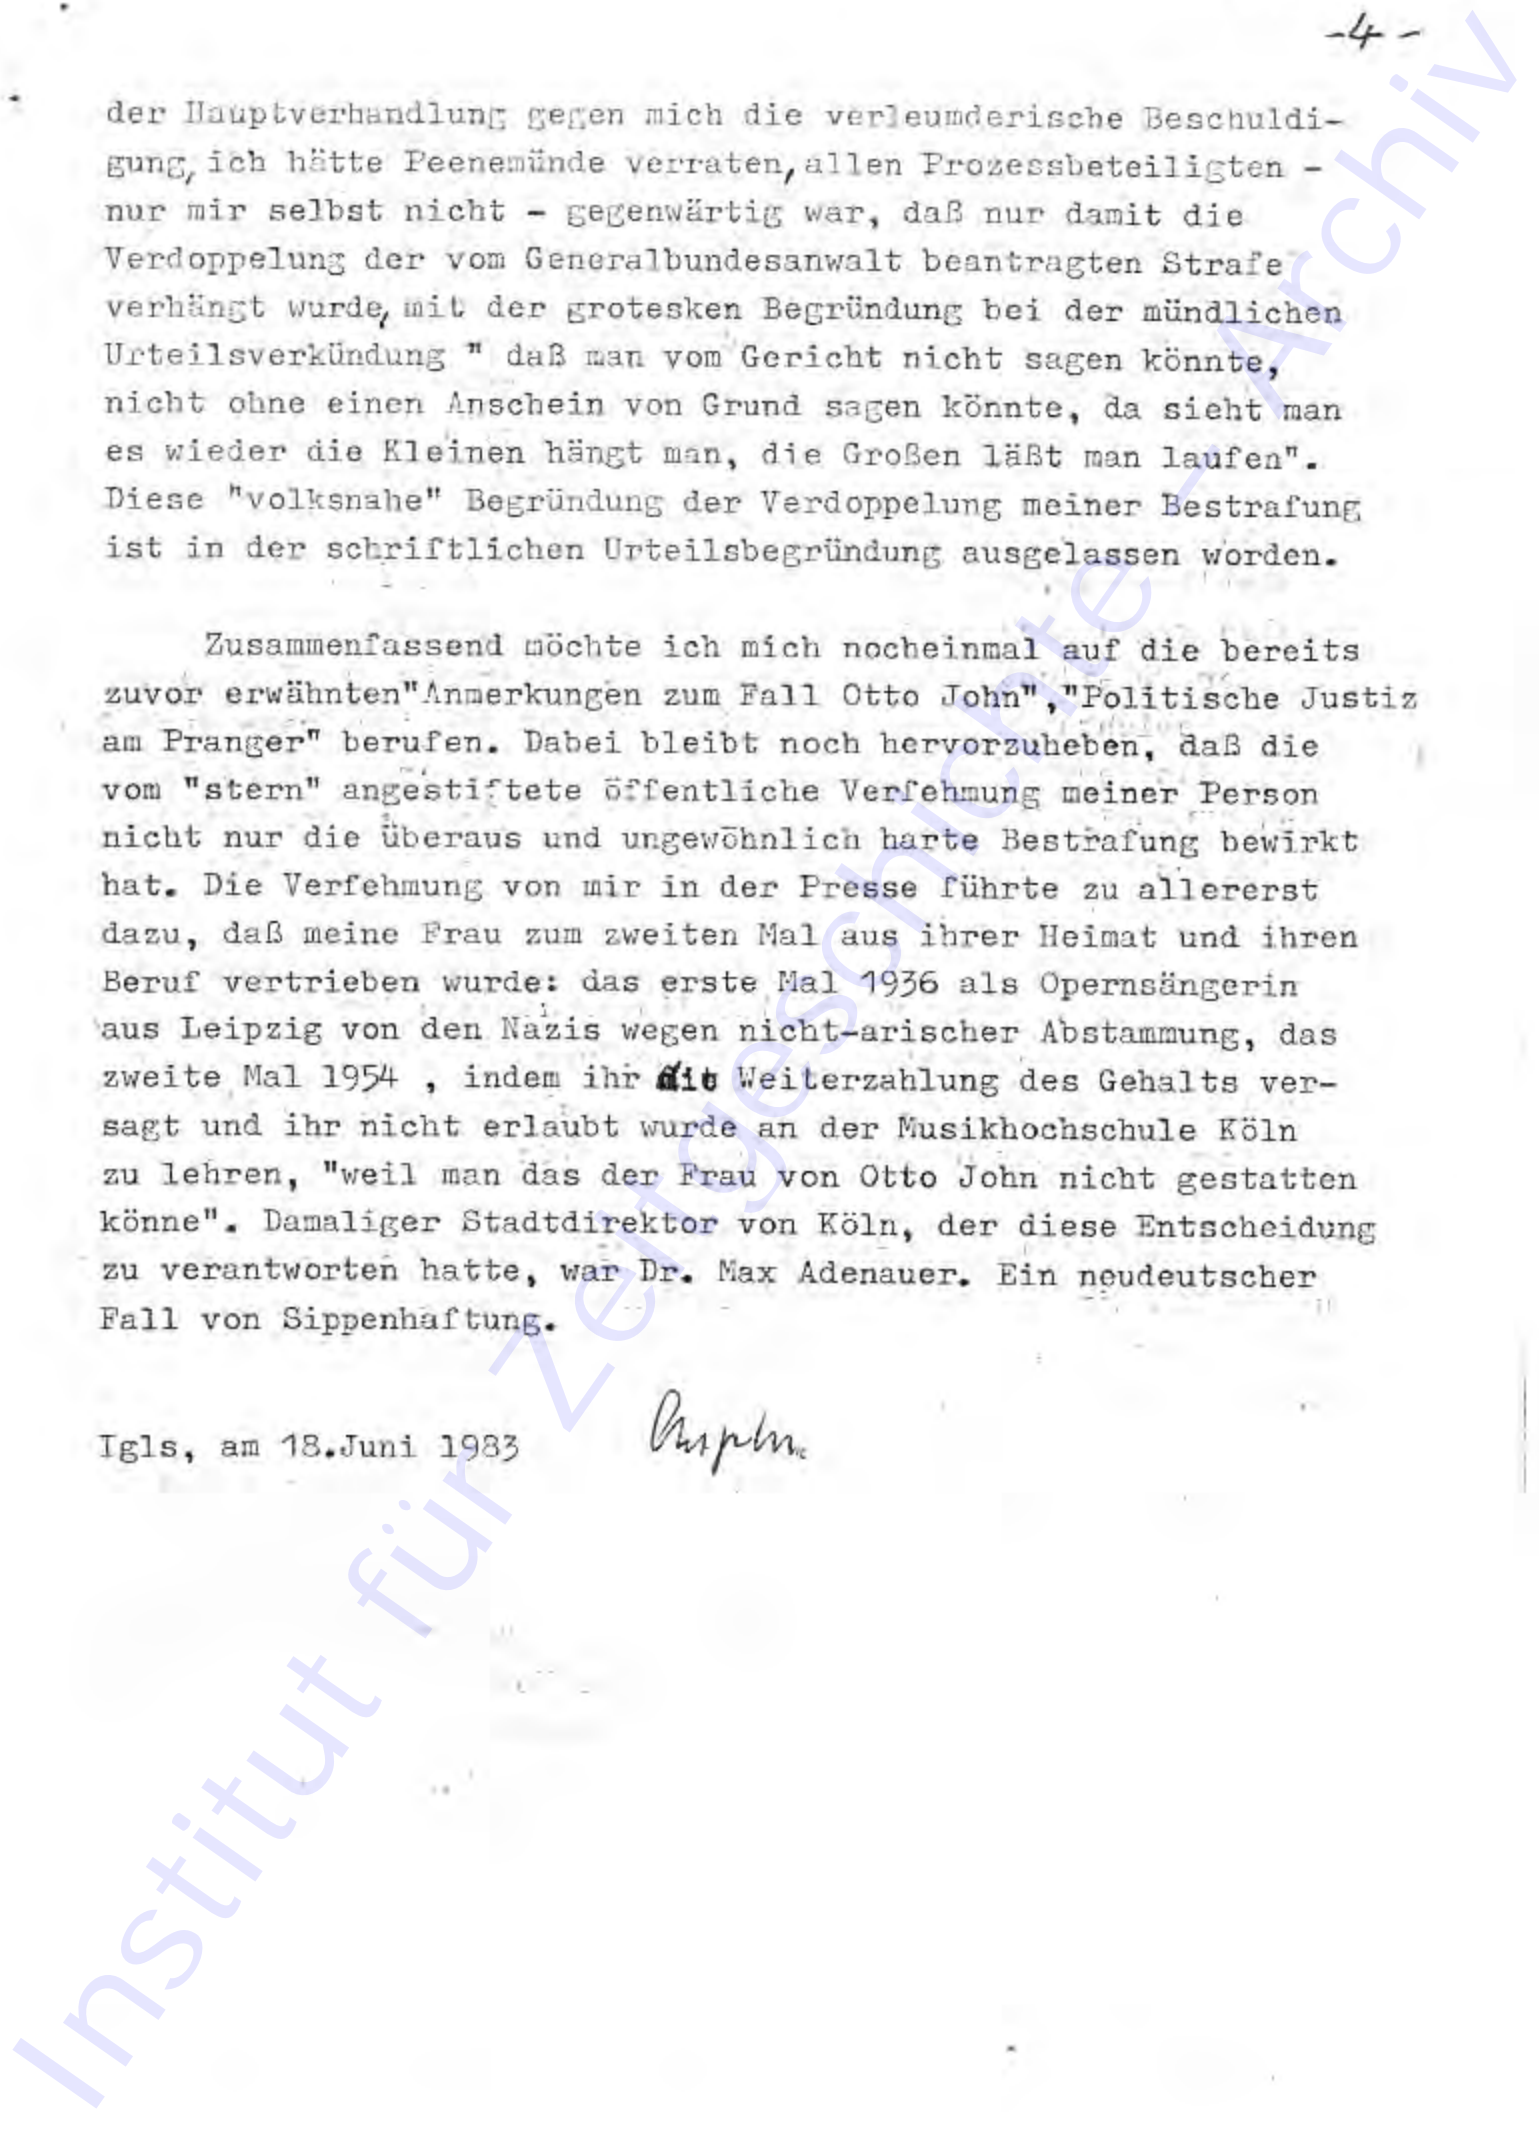 -4-
der Hauptverhandlung gegen mich die verleumderische Beschuldi-
gung, ich hätte Peenemünde verraten, allen Prozessbeteiligten -
nur mir selbst nicht - gegenwärtig war, daß nur damit die
Verdoppelung der vom Generalbundesanwalt beantragten Strafe
verhängt wurde, mit der grotesken Begründung bei der mündlichen
Urteilsverkündung " daß man vom Gericht nicht sagen könnte,
nicht ohne einen Anschein von Grund sagen könnte, da sieht man
es wieder die Kleinen hängt man, die Großen läßt man laufen".
Diese "volksnahe" Begründung der Verdoppelung meiner Bestrafung
ist in der schriftlichen Urteilsbegründung ausgelassen worden.
Zusammenfassend möchte ich mich nocheinmal auf die bereits
zuvor erwähnten"Anmerkungen zum Fall Otto John","Politische Justiz
am Pranger" berufen. Dabei bleibt noch hervorzuheben, daß die
vom "stern" angestiftete öffentliche Verfehmung meiner Person
nicht nur die überaus und ungewöhnlich harte Bestrafung bewirkt
hat. Die Verfehmung von mir in der Presse führte zu allererst
dazu, daß meine Frau zum zweiten Mal aus ihrer Heimat und ihren
Beruf vertrieben wurde: das erste Mal 1936 als Opernsängerin
aus Leipzig von den Nazis wegen nicht-arischer Abstammung, das
zweite Mal 1954 , indem ihr die Weiterzahlung des Gehalts ver-
sagt und ihr nicht erlaubt wurde an der Musikhochschule Köln
zu lehren, "weil man das der Frau von Otto John nicht gestatten
könne". Damaliger Stadtdirektor von Köln, der diese Entscheidung
zu verantworten hatte, war Dr. Max Adenauer. Ein neudeutscher
Fall von Sippenhaftung.
Igls, am 18.Juni 1983
Institut für Zeitgeschichte - Archiv